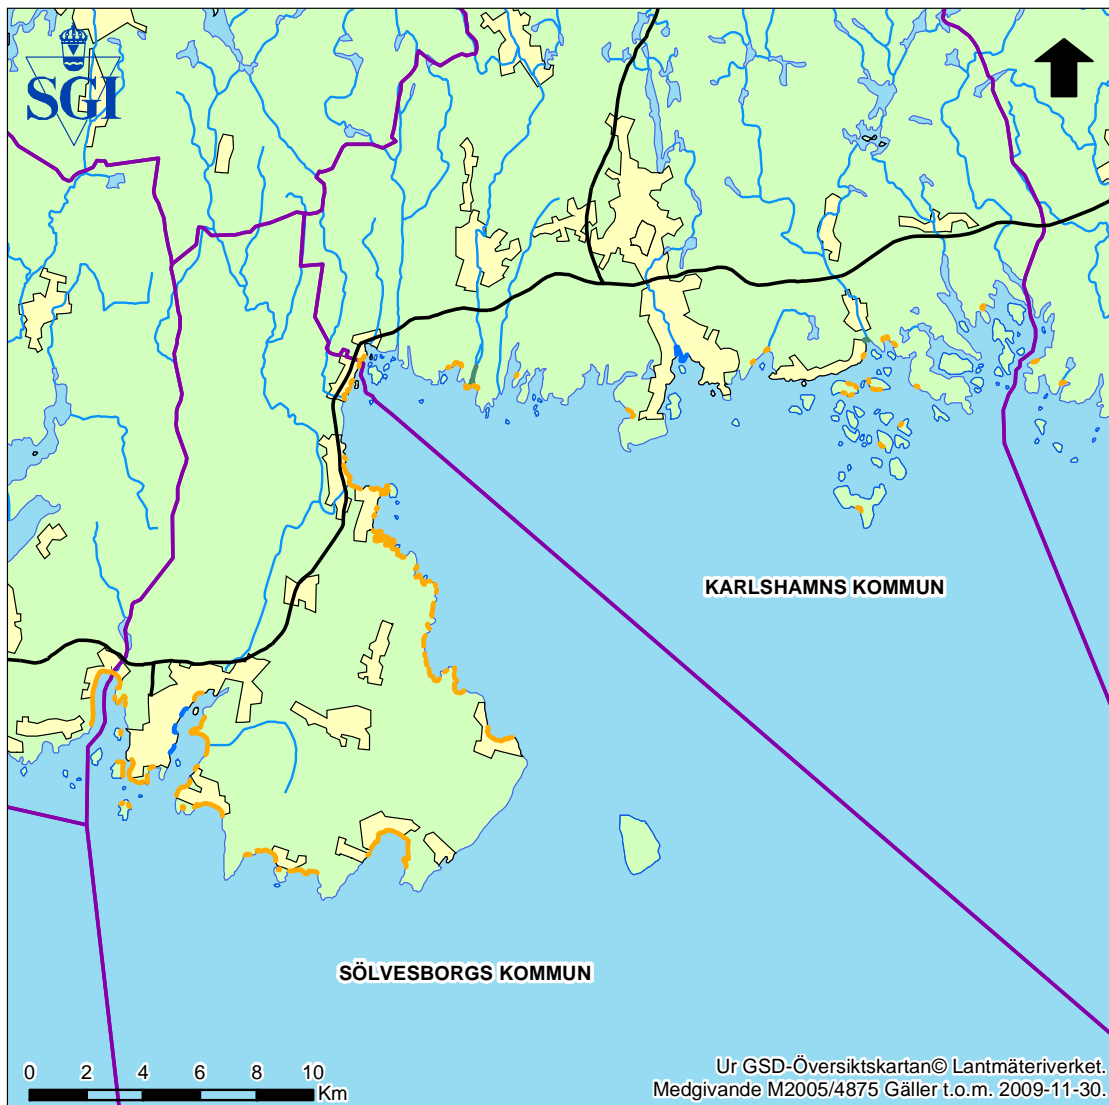 SGI
KARLSHAMNS KOMMUN
SÖLVESBORGS KOMMUN
0 2 4 6 8 10
Km
Ur GSD-Översiktskartan© Lantmäteriverket.
Medgivande M2005/4875 Gäller t.o.m. 2009-11-30.